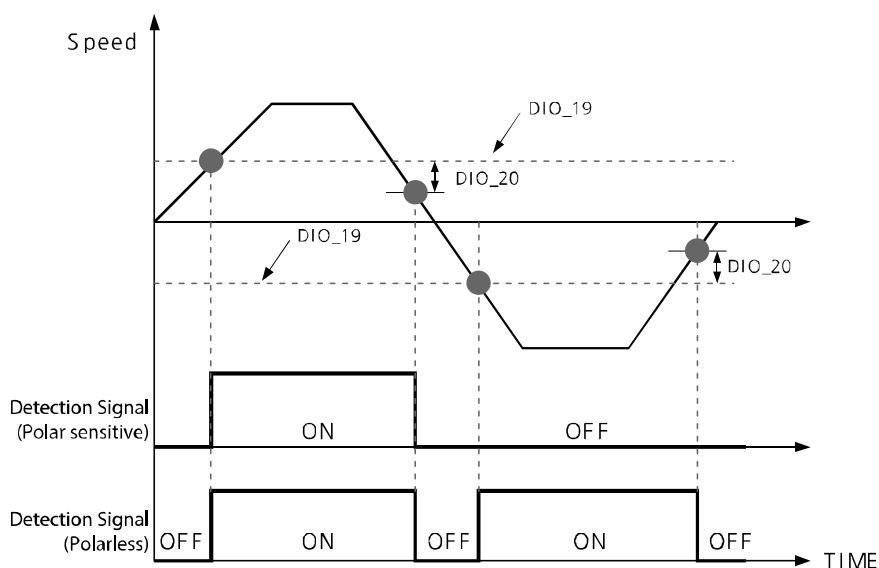 Speed
DIO_19
DIO_20
DIO_19
DIO_20
Detection Signal
(Polar sensitive)
ON
OFF
Detection Signal
(Polarless)
OFF
ON
OFF
ON
OFF
TIME